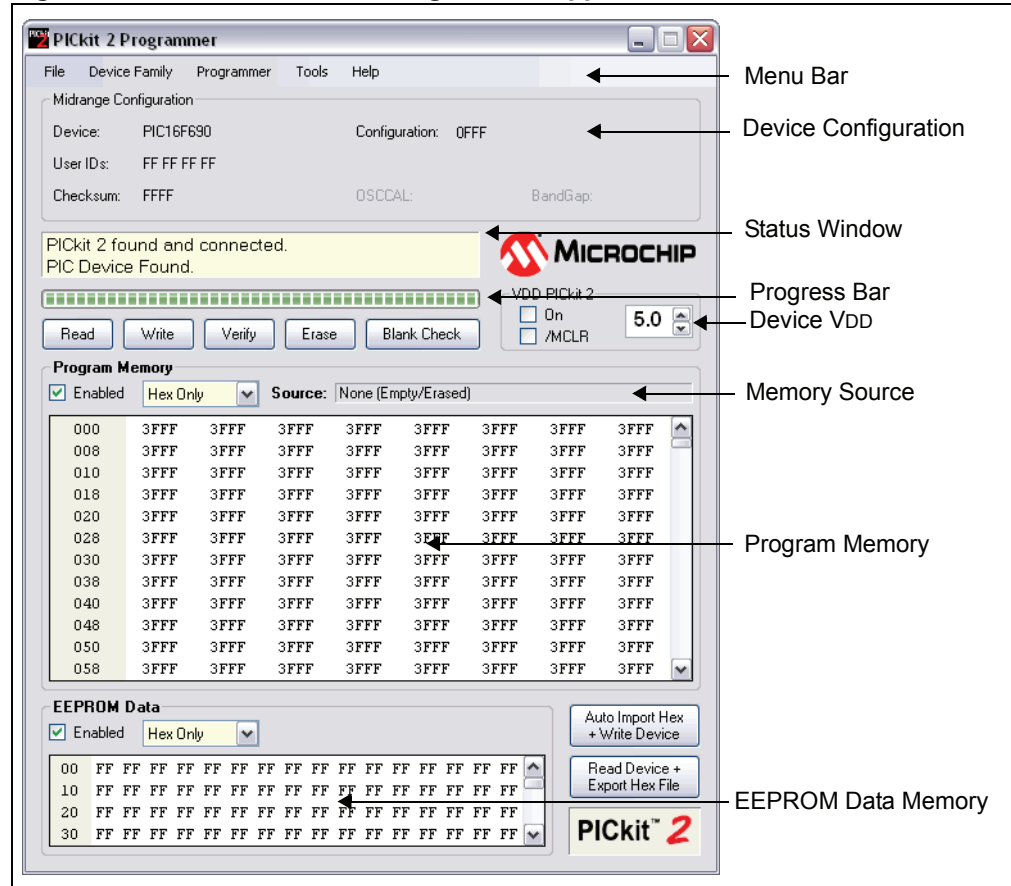 PICkit 2 Programmer
File Device Family Programmer Tools Help
Menu Bar
Midrange Configuration
Device: PIC16F690 Configuration: 0FFF
Device Configuration
User IDs: FF FF FF FF
Checksum: FFFF OSCCAL: BandGap:
Status Window
PICkit 2 found and connected.
PIC Device Found.
MICROCHIP
Progress Bar
VDD PICkit 2
On
/MCLR
5.0
Device VDD
Read Write Verify Erase Blank Check
Program Memory
Enabled Hex Only Source: None (Empty/Erased)
Memory Source
000 3FFF 3FFF 3FFF 3FFF 3FFF 3FFF 3FFF 3FFF
008 3FFF 3FFF 3FFF 3FFF 3FFF 3FFF 3FFF 3FFF
010 3FFF 3FFF 3FFF 3FFF 3FFF 3FFF 3FFF 3FFF
018 3FFF 3FFF 3FFF 3FFF 3FFF 3FFF 3FFF 3FFF
020 3FFF 3FFF 3FFF 3FFF 3FFF 3FFF 3FFF 3FFF
028 3FFF 3FFF 3FFF 3FFF 3FFF 3FFF 3FFF 3FFF
Program Memory
030 3FFF 3FFF 3FFF 3FFF 3FFF 3FFF 3FFF 3FFF
038 3FFF 3FFF 3FFF 3FFF 3FFF 3FFF 3FFF 3FFF
040 3FFF 3FFF 3FFF 3FFF 3FFF 3FFF 3FFF 3FFF
048 3FFF 3FFF 3FFF 3FFF 3FFF 3FFF 3FFF 3FFF
050 3FFF 3FFF 3FFF 3FFF 3FFF 3FFF 3FFF 3FFF
058 3FFF 3FFF 3FFF 3FFF 3FFF 3FFF 3FFF 3FFF
EEPROM Data
Enabled Hex Only
00 FF FF FF FF FF FF FF FF FF FF FF FF FF FF FF FF
10 FF FF FF FF FF FF FF FF FF FF FF FF FF FF FF FF
20 FF FF FF FF FF FF FF FF FF FF FF FF FF FF FF FF
30 FF FF FF FF FF FF FF FF FF FF FF FF FF FF FF FF
Auto Import Hex
+ Write Device
Read Device +
Export Hex File
EEPROM Data Memory
PICkit™ 2